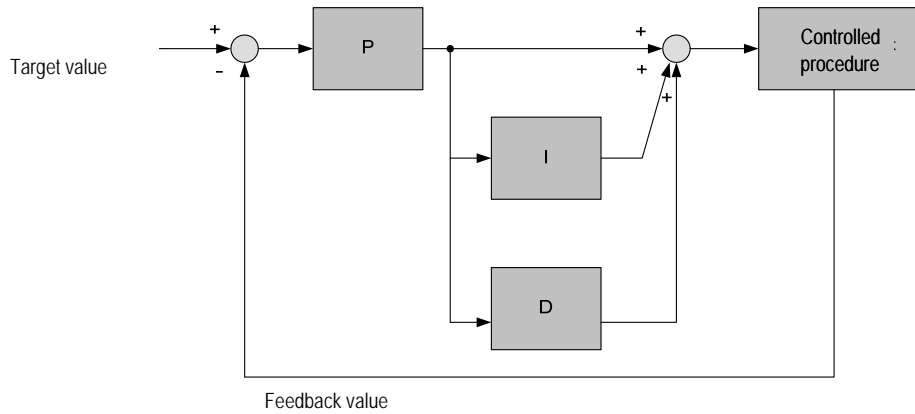 +
Target value
-
P
+
+
+
Controlled :
procedure
I
D
Feedback value